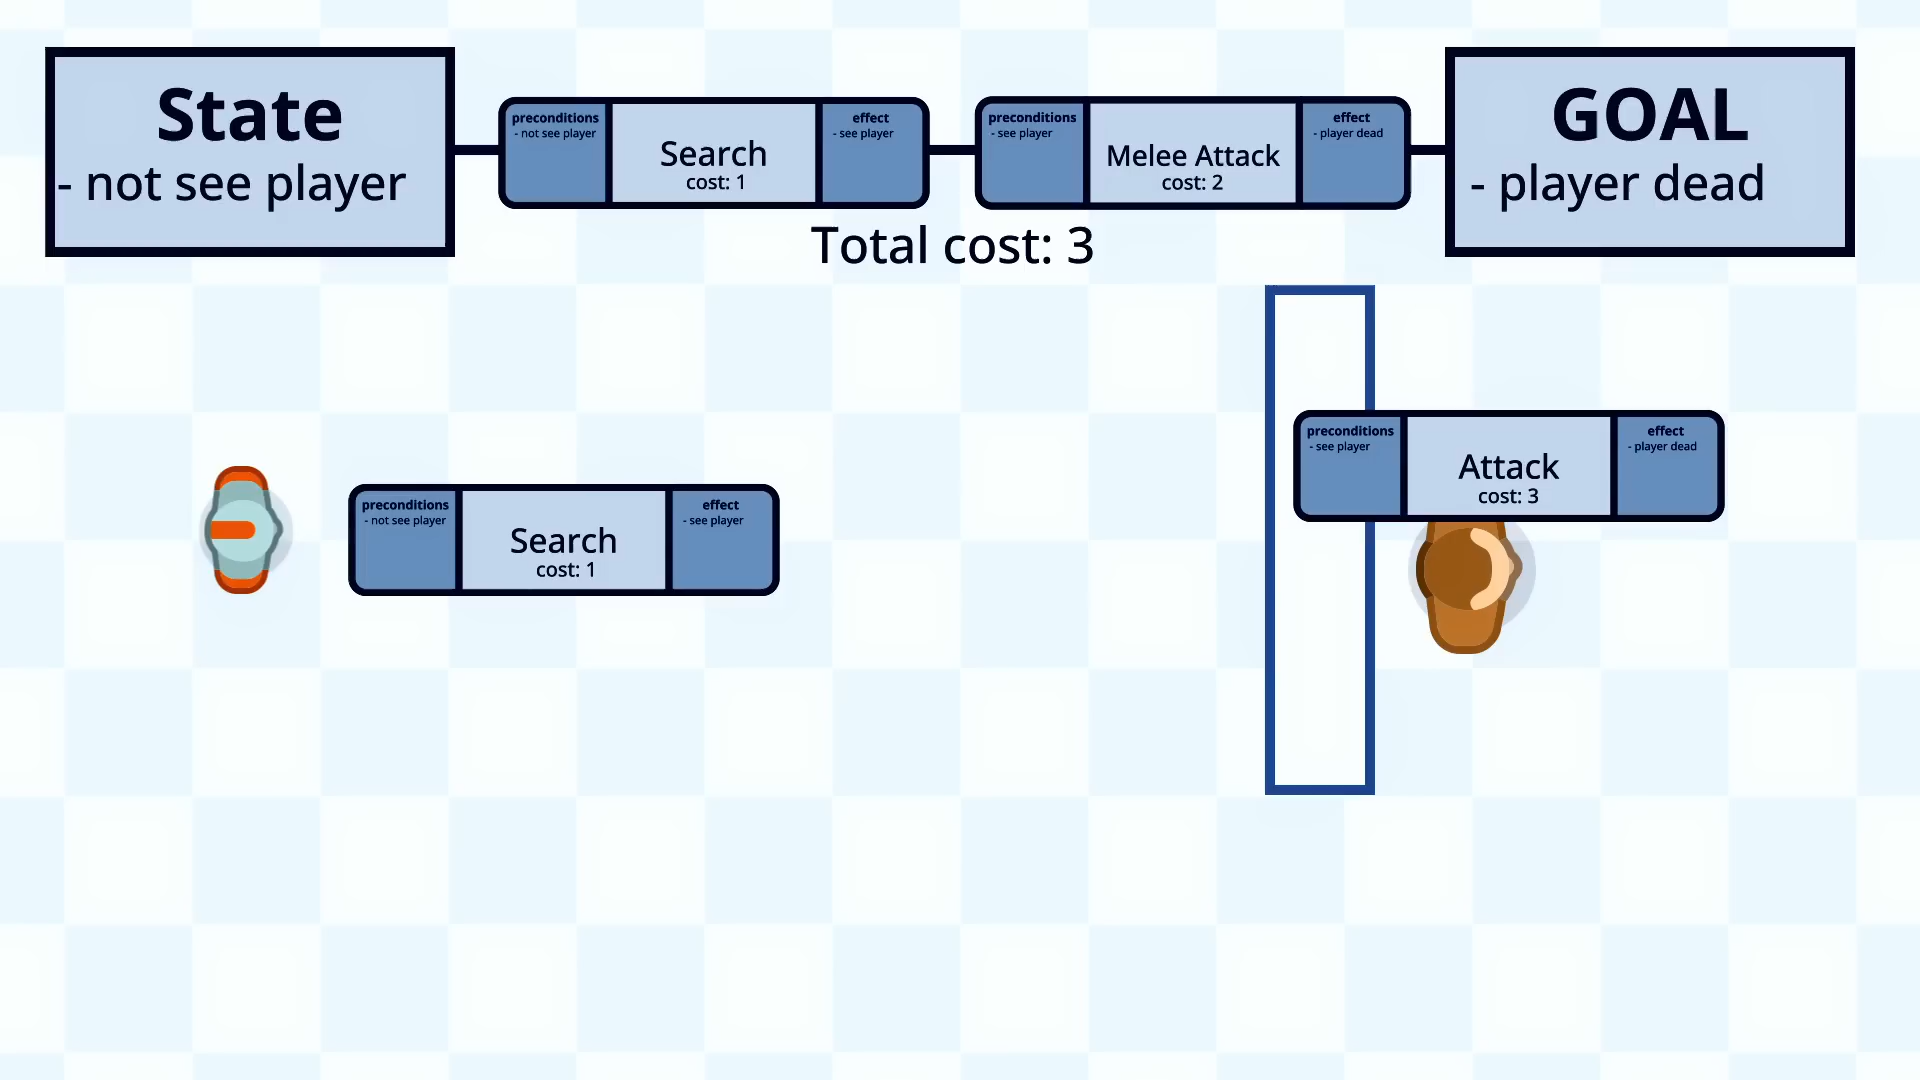 State
- not see player
preconditions
- not see player
Search
cost: 1
effect
- see player
preconditions
- see player
Melee Attack
cost: 2
effect
- player dead
GOAL
- player dead
Total cost: 3
preconditions
- see player
Attack
cost: 3
effect
- player dead
preconditions
- not see player
Search
cost: 1
effect
- see player